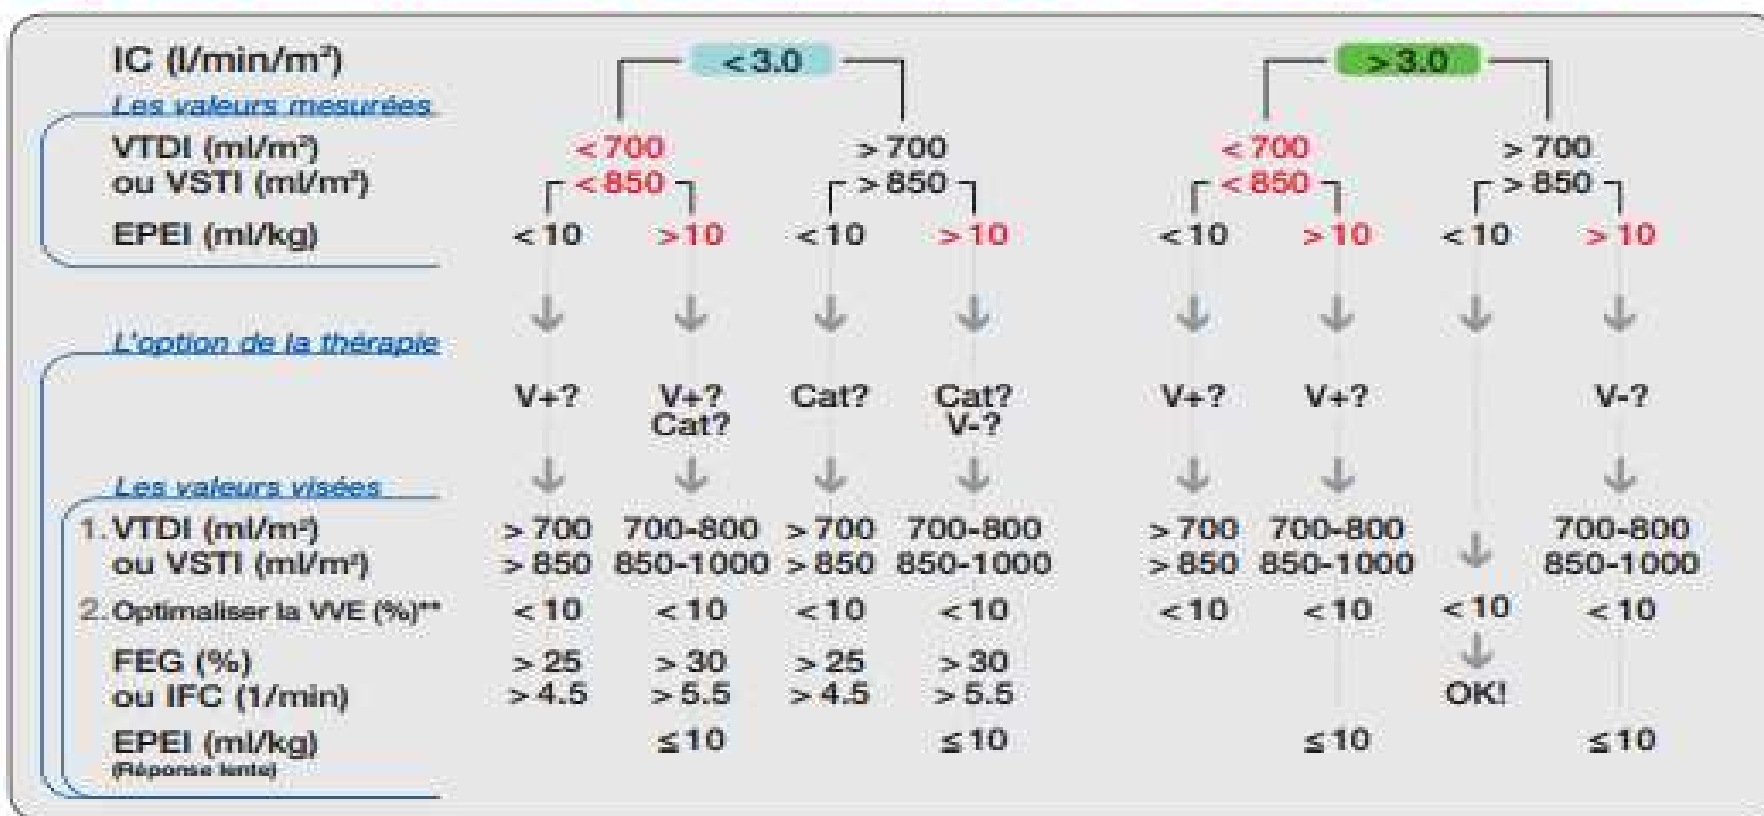 IC (l/min/m²) < 3.0 > 3.0
Les valeurs mesurées
VTDI (ml/m²) < 700 > 700 < 700 > 700
ou VSTI (ml/m²) < 850 > 850 < 850 > 850
EPEI (ml/kg) < 10 > 10 < 10 > 10 < 10 > 10 < 10 > 10
L'option de la thérapie
V+? V+? Cat? Cat? V+? V+? V-?
Cat? V-?
Les valeurs visées
1. VTDI (ml/m²) > 700 700-800 > 700 700-800 > 700 700-800 700-800
ou VSTI (ml/m²) > 850 850-1000 > 850 850-1000 > 850 850-1000 850-1000
2. Optimaliser la VVE (%)** < 10 < 10 < 10 < 10 < 10 < 10 < 10 < 10
FEG (%) > 25 > 30 > 25 > 30
ou IFC (1/min) > 4.5 > 5.5 > 4.5 > 5.5 OK!
EPEI (ml/kg) ≤ 10 ≤ 10 ≤ 10 ≤ 10
(Réponse lente)